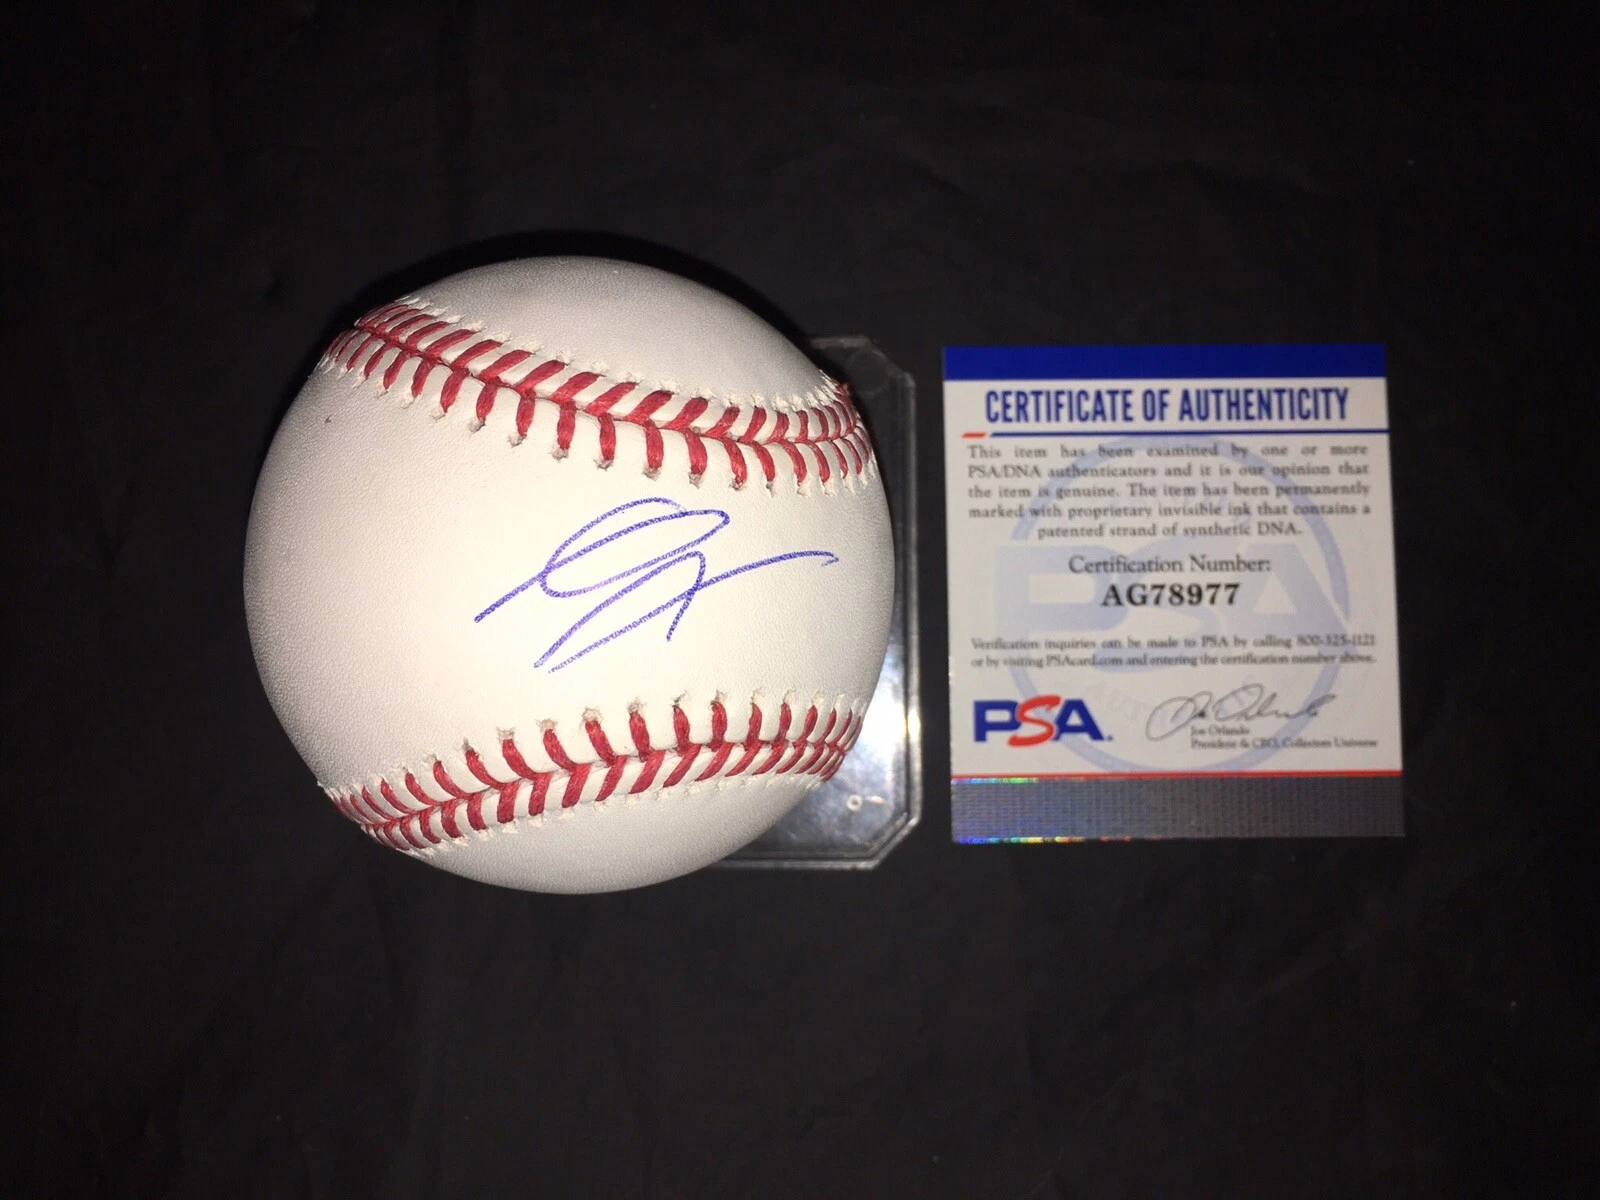 CERTIFICATE OF AUTHENTICITY
This item has been examined by one or more
PSA/DNA authenticators and it is our opinion that
the item is genuine. The item has been permanently
marked with proprietary invisible ink that contains a
patented strand of synthetic DNA.
Certification Number:
AG78977
Verification inquiries can be made to PSA by calling 800-325-1121
or by visiting PSAcard.com and entering the certification number above.
PSA.
Joe Orlando
President & CEO, Collectors Universe